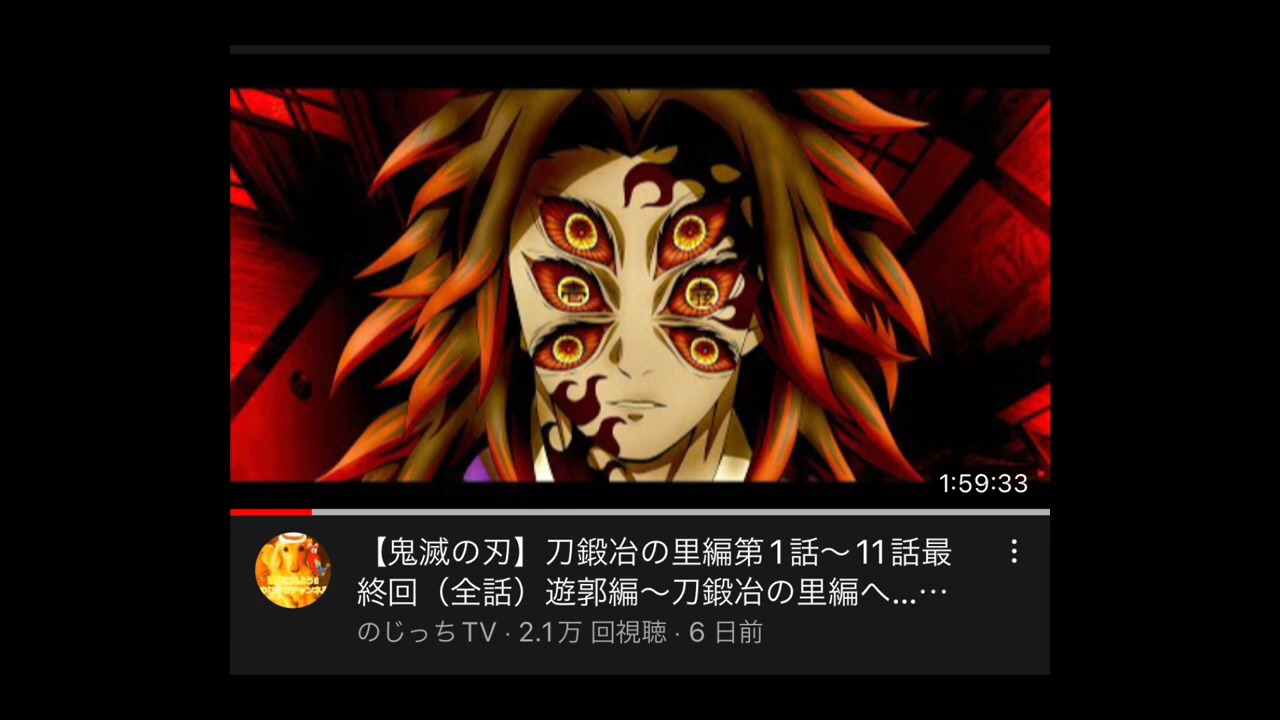 壱
1:59:33
【鬼滅の刃】刀鍛冶の里編第1話〜11話最
終回（全話）遊郭編〜刀鍛冶の里編へ...…
のじっちTV · 2.1万 回視聴 · 6 日前